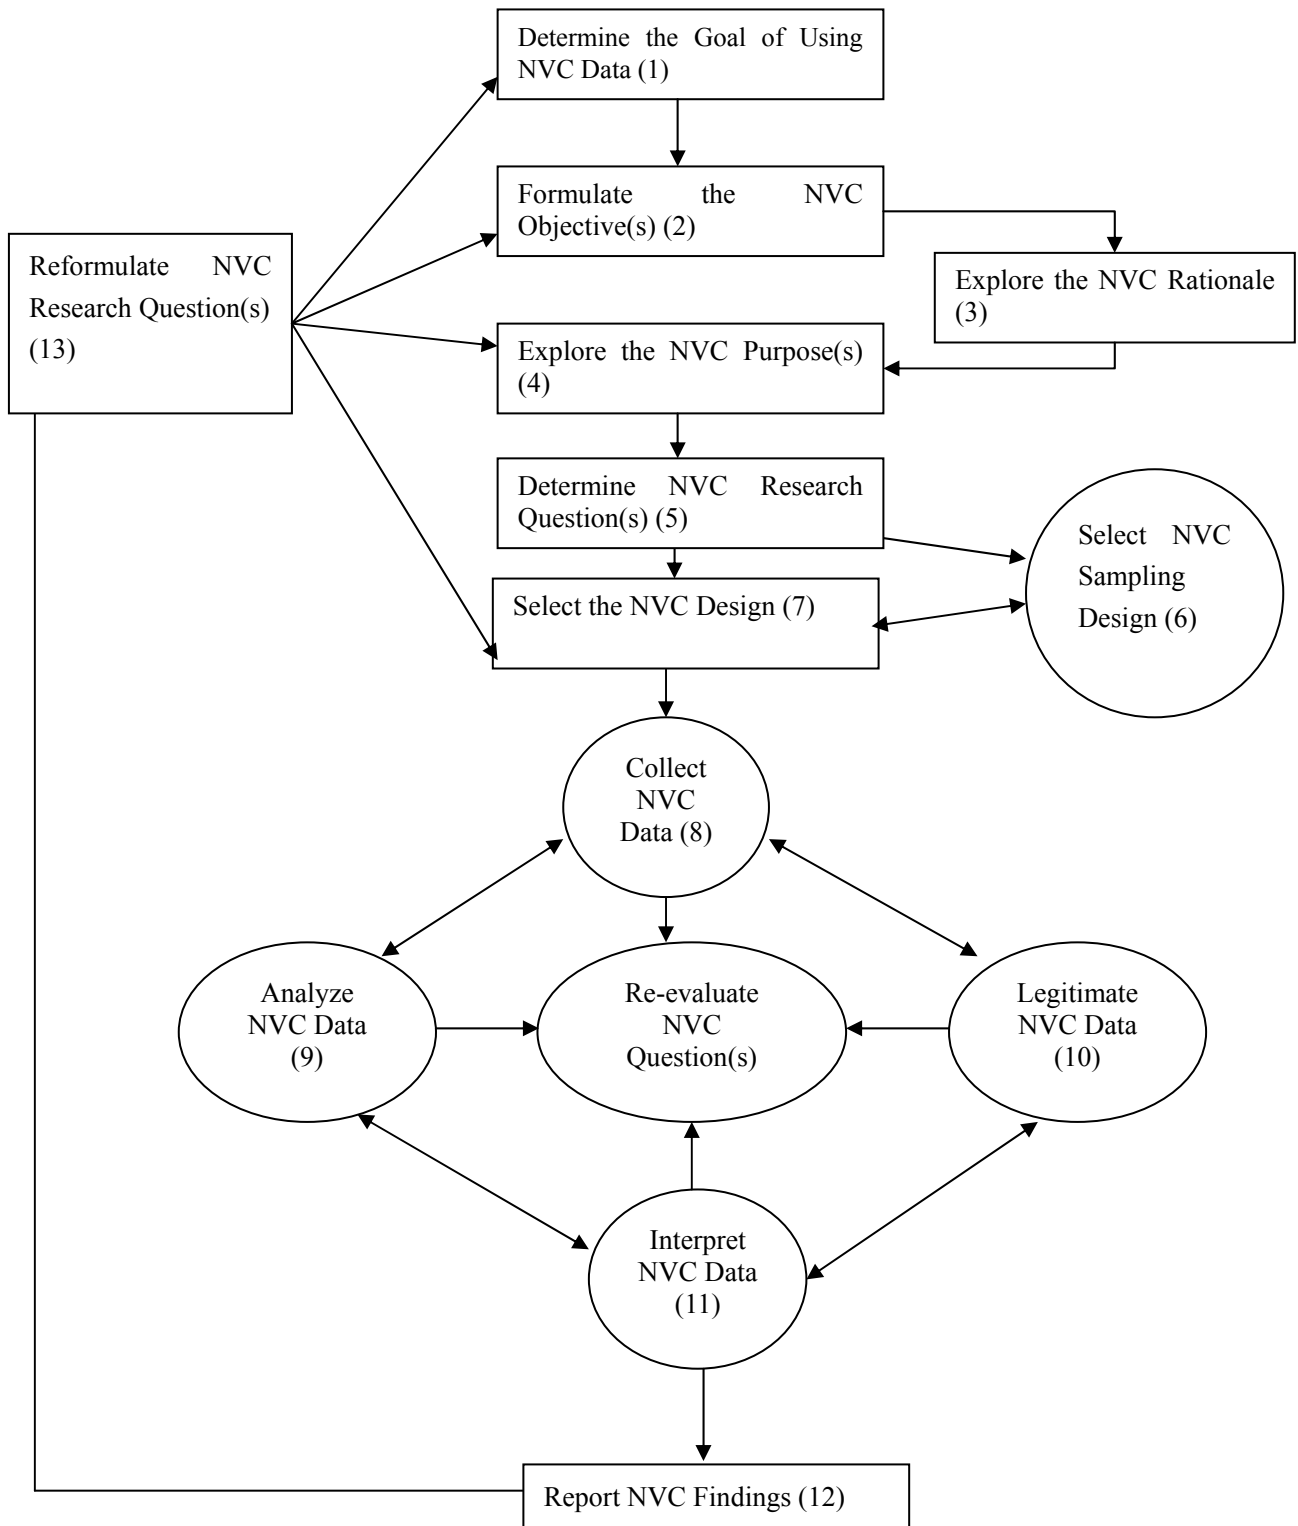 Determine the Goal of Using
NVC Data (1)
Formulate the NVC
Objective(s) (2)
Reformulate NVC
Research Question(s)
(13)
Explore the NVC Rationale
(3)
Explore the NVC Purpose(s)
(4)
Determine NVC Research
Question(s) (5)
Select NVC
Sampling
Design (6)
Select the NVC Design (7)
Collect
NVC
Data (8)
Analyze
NVC Data
(9)
Re-evaluate
NVC
Question(s)
Legitimate
NVC Data
(10)
Interpret
NVC Data
(11)
Report NVC Findings (12)